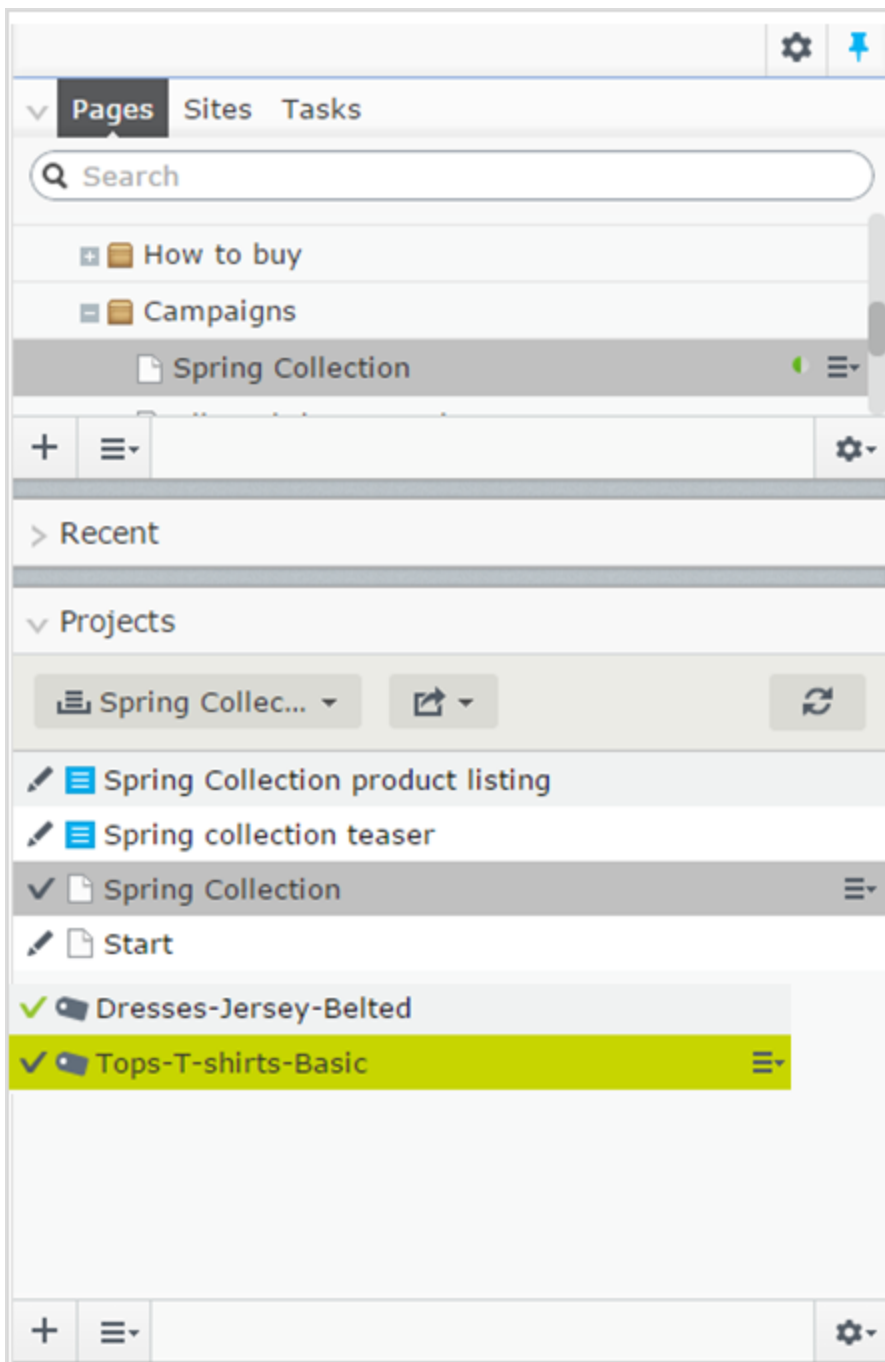 Pages Sites Tasks
Search
How to buy
Campaigns
Spring Collection
Recent
Projects
Spring Collec...
Spring Collection product listing
Spring collection teaser
Spring Collection
Start
Dresses-Jersey-Belted
Tops-T-shirts-Basic